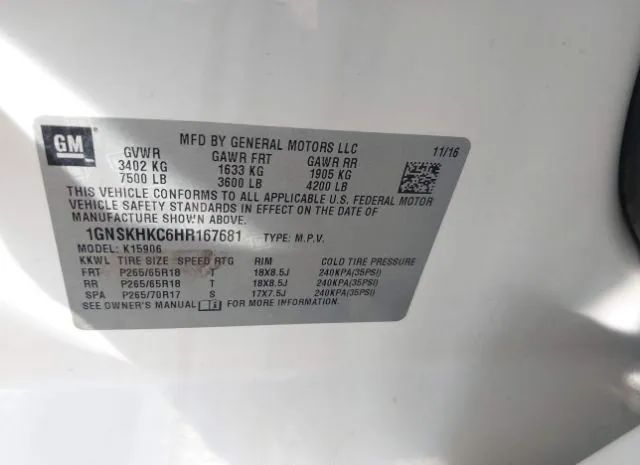 GM
MFD BY GENERAL MOTORS LLC
GVWR GAWR FRT GAWR RR 11/16
3402 KG 1633 KG 1905 KG
7500 LB 3600 LB 4200 LB
THIS VEHICLE CONFORMS TO ALL APPLICABLE U.S. FEDERAL MOTOR
VEHICLE SAFETY STANDARDS IN EFFECT ON THE DATE OF
MANUFACTURE SHOWN ABOVE.
1GNSKHKC6HR167681 TYPE: M.P.V.
MODEL: K15906
KKWL TIRE SIZE SPEED RTG RIM COLD TIRE PRESSURE
FRT P265/65R18 T 18X8.5J 240KPA(35PSI)
RR P265/65R18 T 18X8.5J 240KPA(35PSI)
SPA P265/70R17 S 17X7.5J 240KPA(35PSI)
SEE OWNER'S MANUAL FOR MORE INFORMATION.